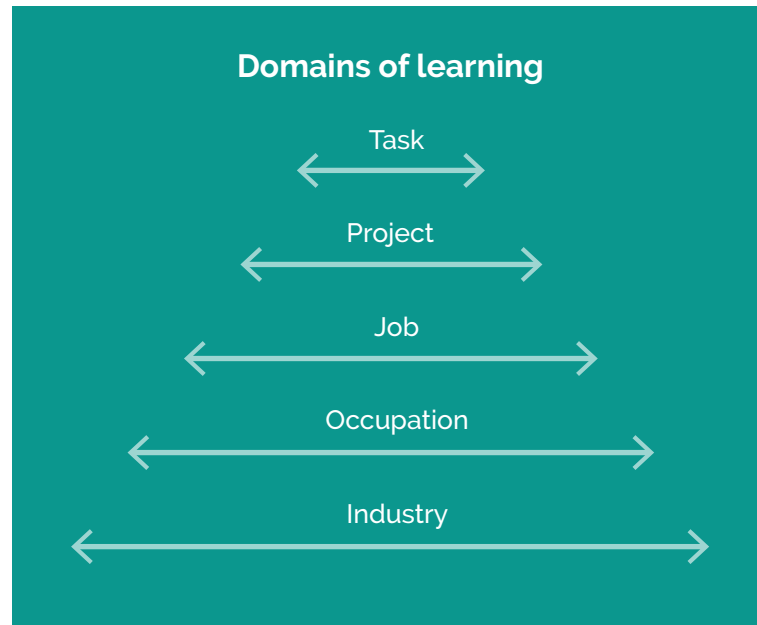 Domains of learning
Task
Project
Job
Occupation
Industry